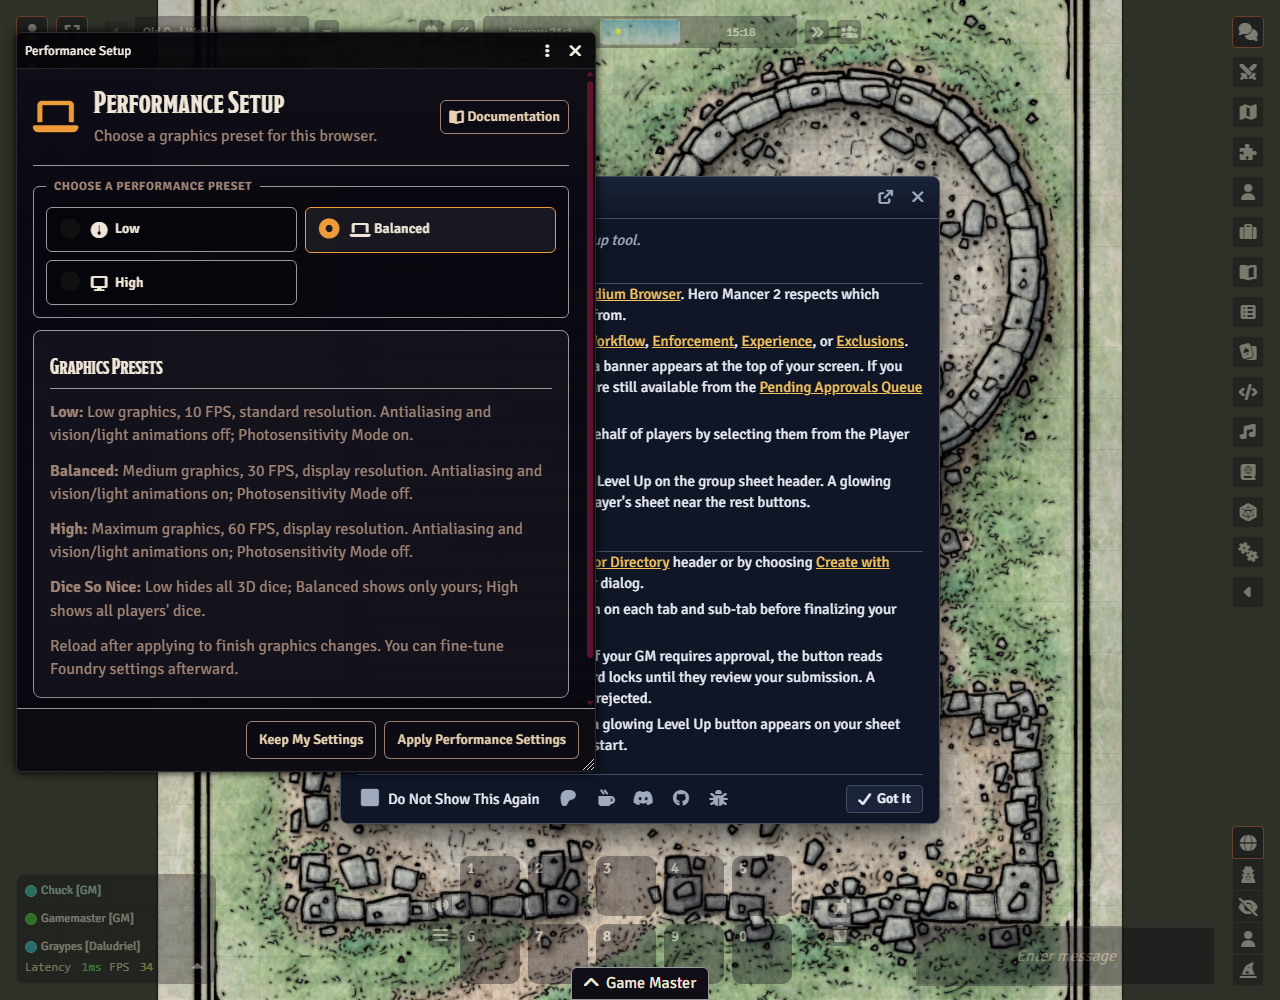 Old Owl Well
January 21st
15:18
Performance Setup
Performance Setup
Choose a graphics preset for this browser.
Documentation
CHOOSE A PERFORMANCE PRESET
Low
Balanced
High
Graphics Presets
Low: Low graphics, 10 FPS, standard resolution. Antialiasing and
vision/light animations off; Photosensitivity Mode on.
Balanced: Medium graphics, 30 FPS, display resolution. Antialiasing and
vision/light animations on; Photosensitivity Mode off.
High: Maximum graphics, 60 FPS, display resolution. Antialiasing and
vision/light animations on; Photosensitivity Mode off.
Dice So Nice: Low hides all 3D dice; Balanced shows only yours; High
shows all players' dice.
Reload after applying to finish graphics changes. You can fine-tune
Foundry settings afterward.
Keep My Settings
Apply Performance Settings
up tool.
dium Browser. Hero Mancer 2 respects which
from.
orkflow, Enforcement, Experience, or Exclusions.
a banner appears at the top of your screen. If you
re still available from the Pending Approvals Queue
ehalf of players by selecting them from the Player
Level Up on the group sheet header. A glowing
ayer's sheet near the rest buttons.
or Directory header or by choosing Create with
dialog.
n on each tab and sub-tab before finalizing your
f your GM requires approval, the button reads
rd locks until they review your submission. A
rejected.
glowing Level Up button appears on your sheet
start.
Do Not Show This Again
Got It
1
2
3
4
5
6
7
8
9
0
Chuck [GM]
Gamemaster [GM]
Graypes [Daludriel]
Latency 1ms FPS 34
Game Master
Enter message